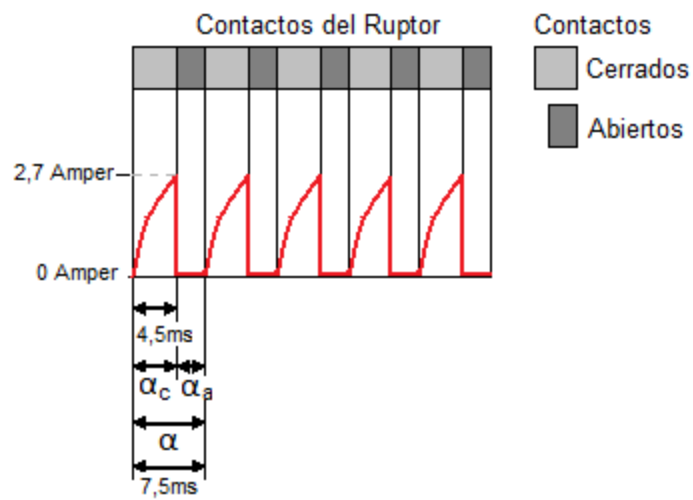 Contactos del Ruptor
Contactos
Cerrados
Abiertos
2,7 Amper
0 Amper
4,5ms
αc αa
α
7,5ms